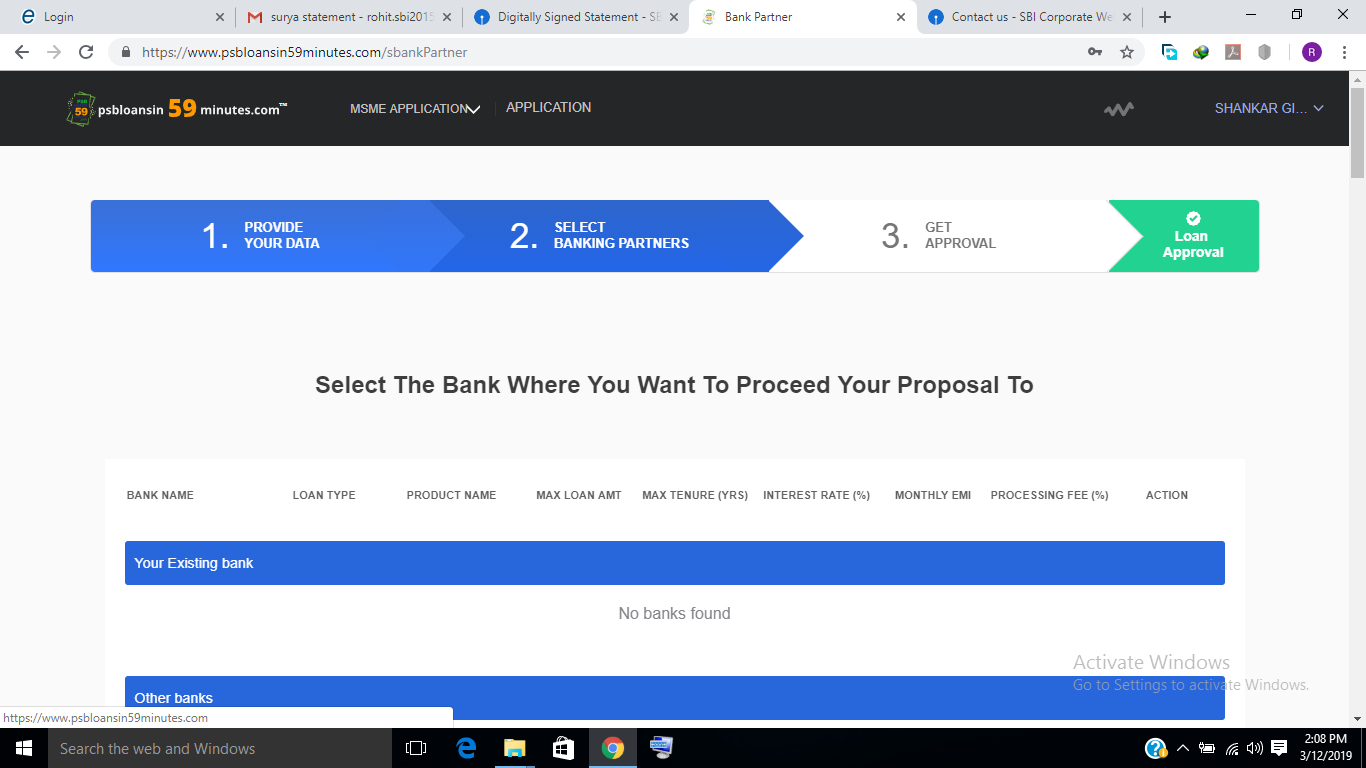 Login
surya statement - rohit.sbi2015
Digitally Signed Statement - SB
Bank Partner
Contact us - SBI Corporate We
https://www.psbloansin59minutes.com/sbankPartner
R
PSB 59 psbloansin 59 minutes.com™
MSME APPLICATION
APPLICATION
SHANKAR GI...
1. PROVIDE YOUR DATA
2. SELECT BANKING PARTNERS
3. GET APPROVAL
Loan Approval
Select The Bank Where You Want To Proceed Your Proposal To
BANK NAME LOAN TYPE PRODUCT NAME MAX LOAN AMT MAX TENURE (YRS) INTEREST RATE (%) MONTHLY EMI PROCESSING FEE (%) ACTION
Your Existing bank
No banks found
Activate Windows
Go to Settings to activate Windows.
Other banks
https://www.psbloansin59minutes.com
Search the web and Windows
2:08 PM
3/12/2019